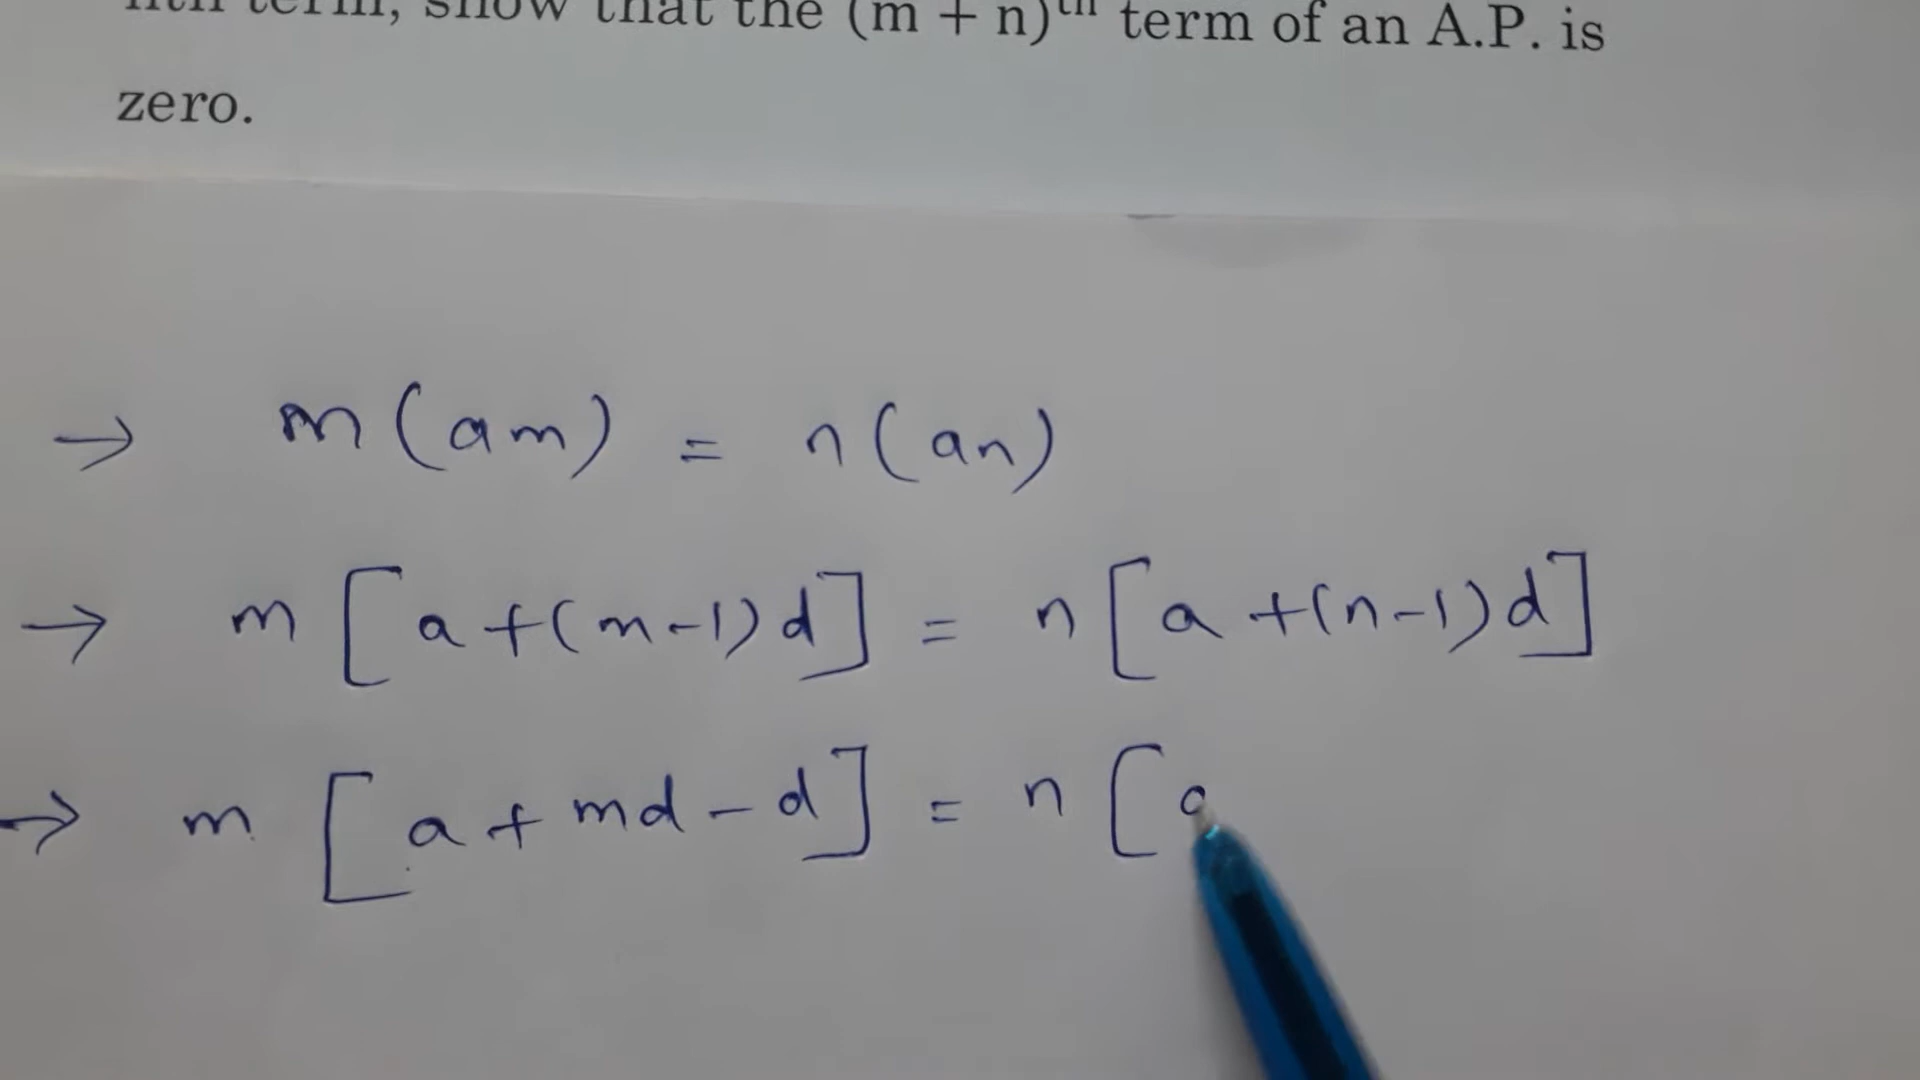 term, show that the (m + n)th term of an A.P. is
zero.
→ m(am) = n(an)
→ m[a+(m-1)d] = n[a+(n-1)d]
→ m[a+md-d] = n[a